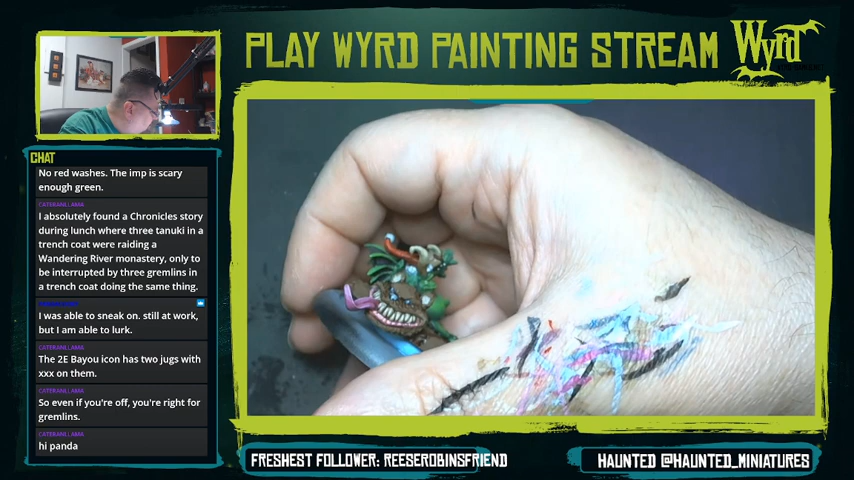 PLAY WYRD PAINTING STREAM
Wyrd
CHAT
No red washes. The imp is scary
enough green.
CATERANLLAMA
I absolutely found a Chronicles story
during lunch where three tanuki in a
trench coat were raiding a
Wandering River monastery, only to
be interrupted by three gremlins in
a trench coat doing the same thing.
I was able to sneak on. still at work,
but I am able to lurk.
CATERANLLAMA
The 2E Bayou icon has two jugs with
xxx on them.
CATERANLLAMA
So even if you're off, you're right for
gremlins.
CATERANLLAMA
hi panda
FRESHEST FOLLOWER: REESEROBINSFRIEND
HAUNTED @HAUNTED_MINIATURES